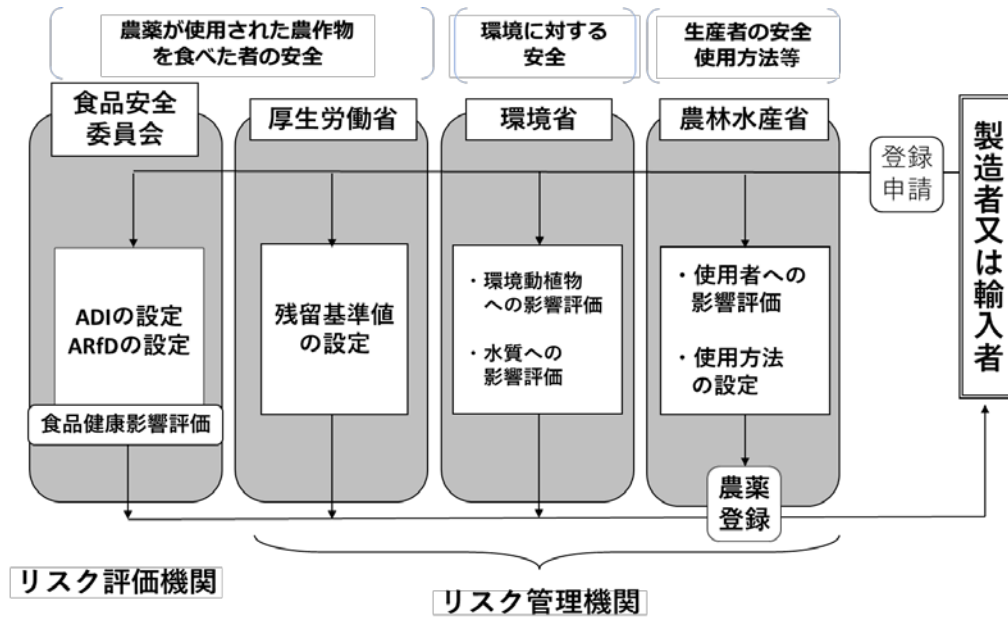 農薬が使用された農作物
を食べた者の安全
環境に対する
安全
生産者の安全
使用方法等
食品安全
委員会
厚生労働省
環境省
農林水産省
登録
申請
製造者又は輸入者
ADIの設定
ARfDの設定
食品健康影響評価
残留基準値
の設定
・環境動植物
への影響評価
・水質への
影響評価
・使用者への
影響評価
・使用方法
の設定
農薬
登録
リスク評価機関
リスク管理機関